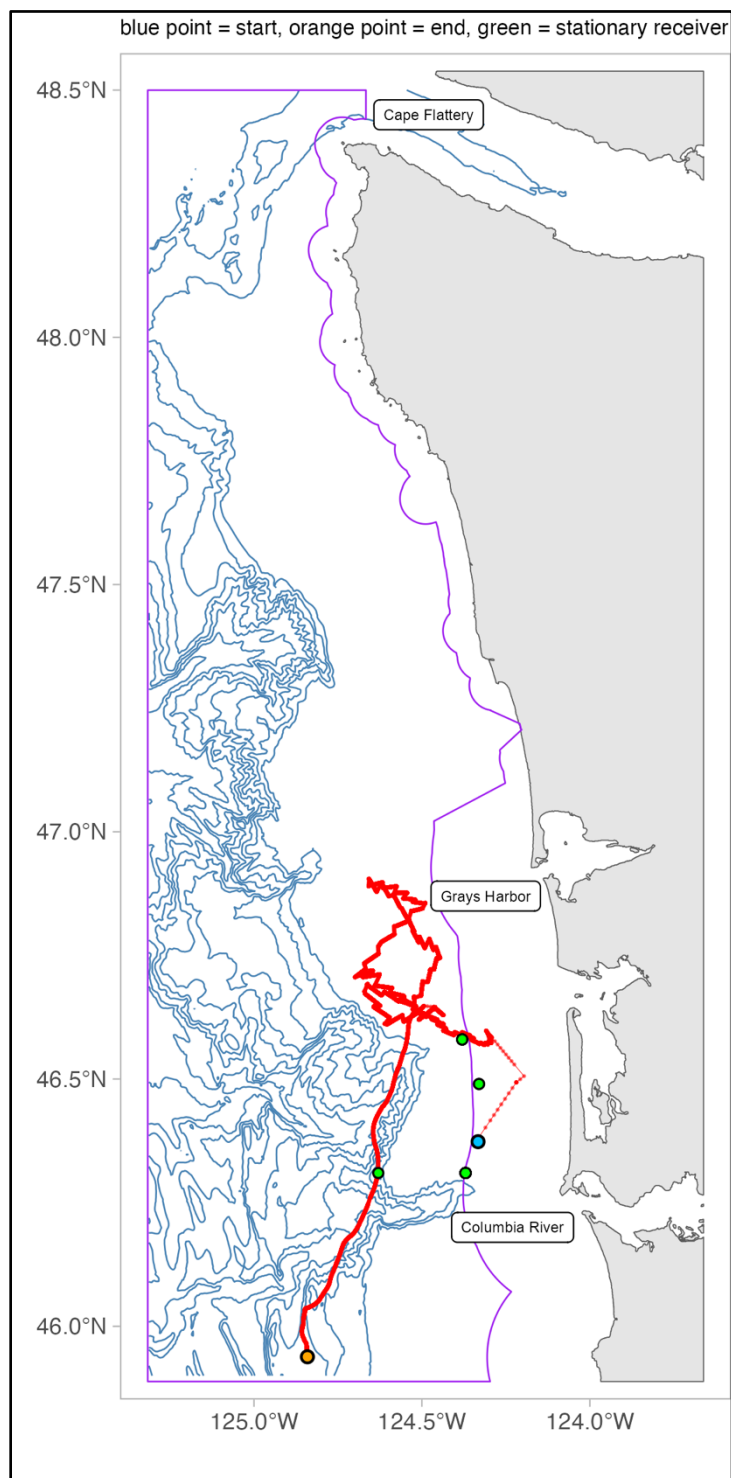 blue point = start, orange point = end, green = stationary receiver
48.5°N
Cape Flattery
48.0°N
47.5°N
47.0°N
Grays Harbor
46.5°N
Columbia River
46.0°N
125.0°W 124.5°W 124.0°W